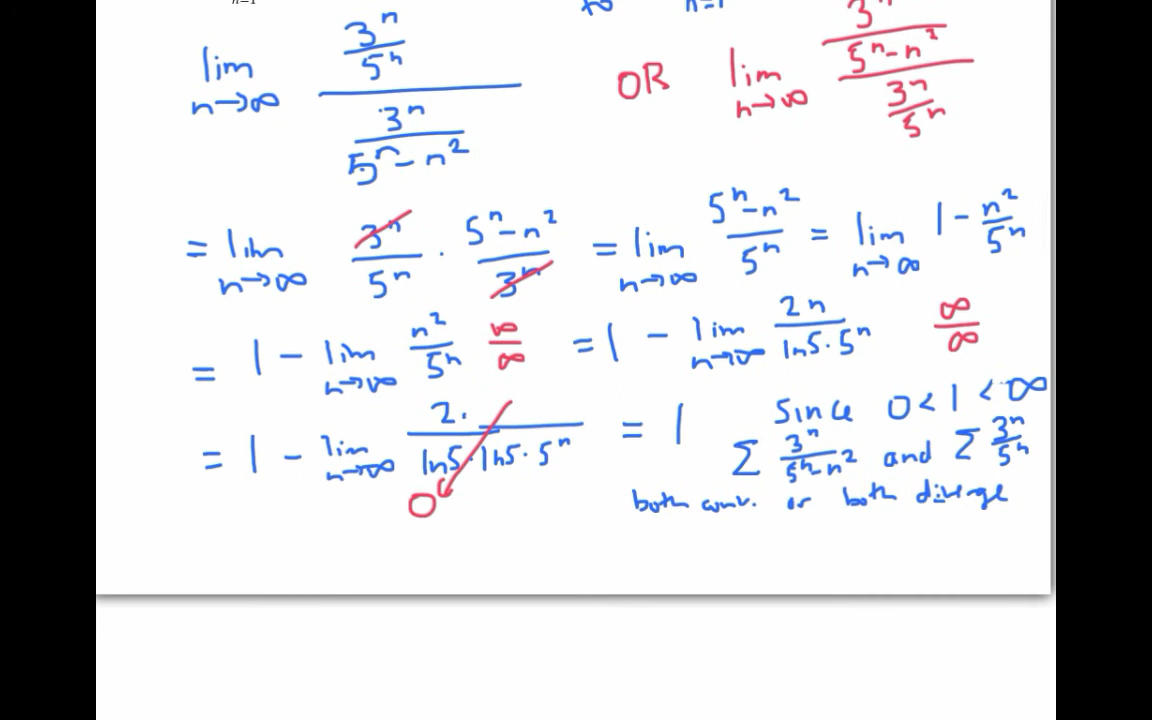 n=1
to n=1
lim n→∞ (3^n/5^n)/(3^n/(5^n - n^2)) OR lim n→∞ (3^n/(5^n - n^2))/(3^n/5^n)
= lim n→∞ 3^n/5^n · (5^n - n^2)/3^n = lim n→∞ (5^n - n^2)/5^n = lim n→∞ 1 - n^2/5^n
= 1 - lim n→∞ n^2/5^n ∞/∞ = 1 - lim n→∞ 2n/(ln5·5^n) ∞/∞
= 1 - lim n→∞ 2·/(ln5·ln5·5^n) = 1 Since 0 < 1 < ∞
0 Σ 3^n/(5^n - n^2) and Σ 3^n/5^n
both conv. or both diverge